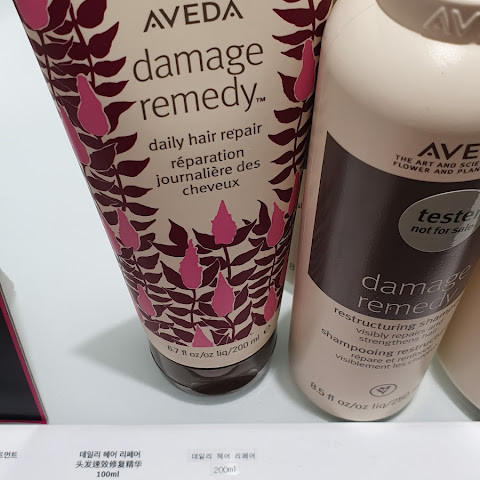 AVEDA
damage
remedy™
daily hair repair
réparation
journalière des
cheveux
6.7 fl oz/oz liq/200 ml e
AVE
THE ART AND SCIE
FLOWER AND PLAN
tester
not for sale
damage
remedy
restructuring sham
visibly repairs an
strengthens
shampooing restruct
répare et renforce
visiblement les ch
8.5 fl oz/oz liq/250
트먼트
데일리 헤어 리페어
头发速效修复精华
100ml
데일리 헤어 리페어
200ml